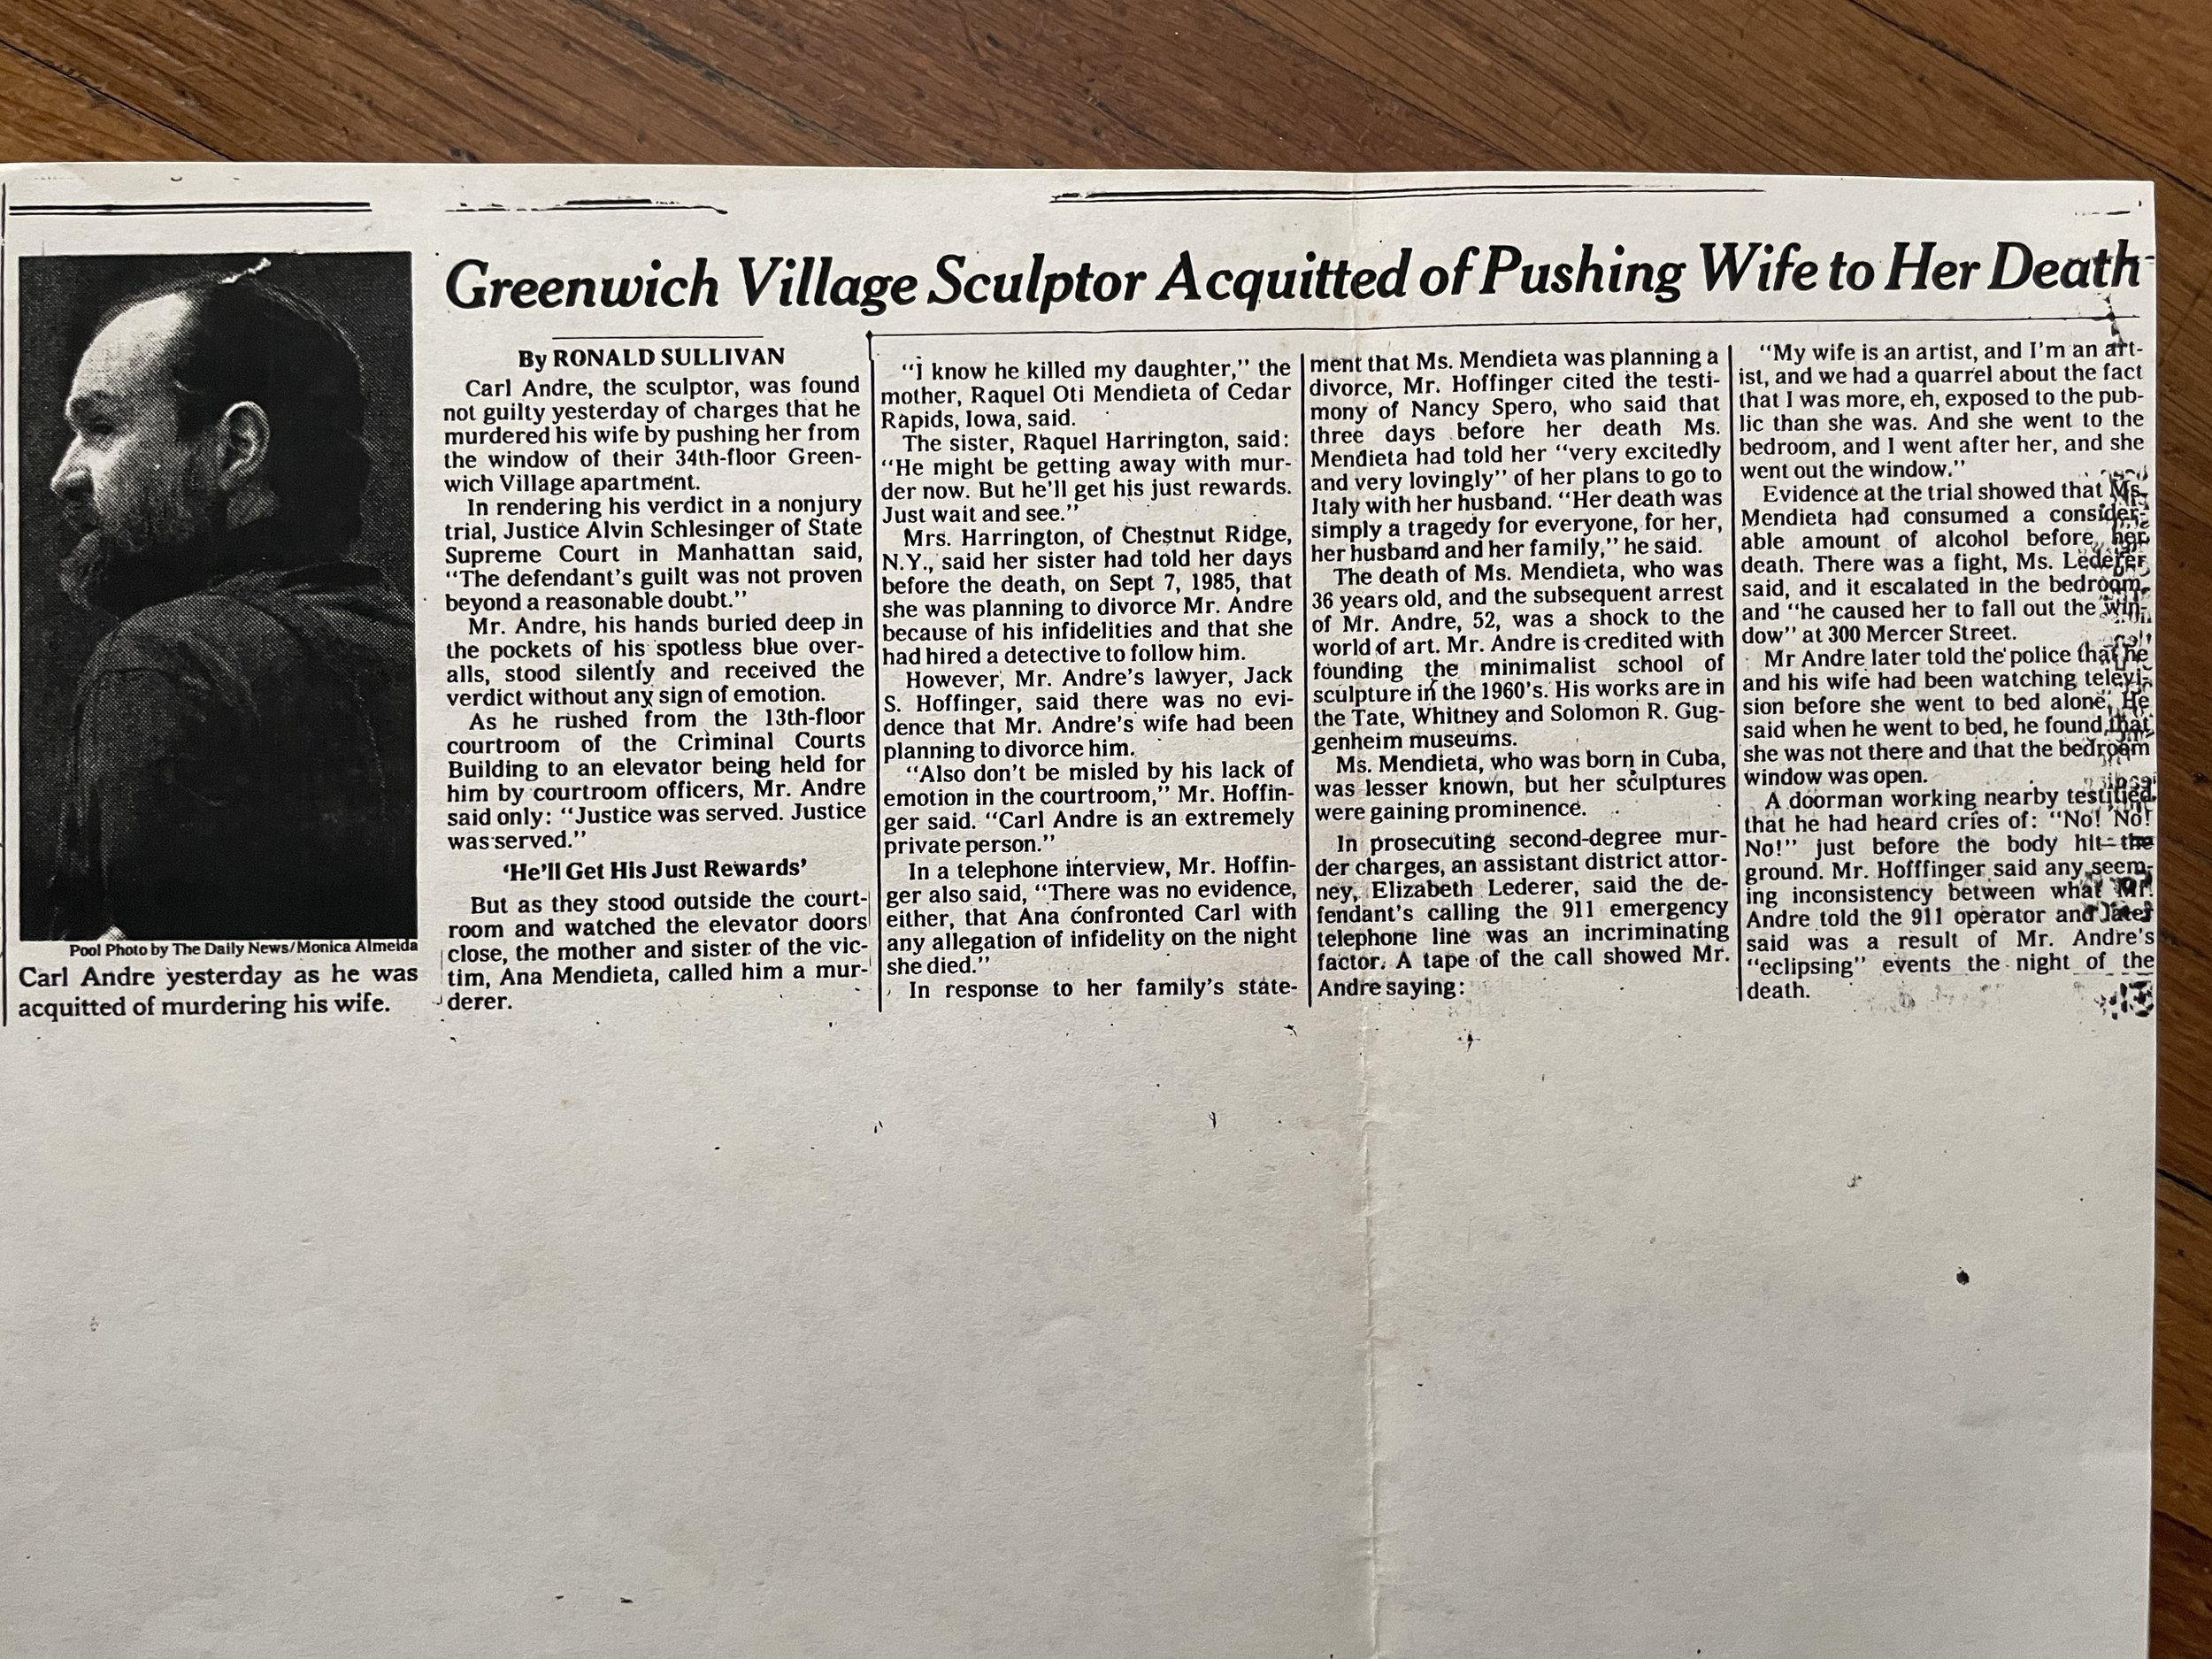 Greenwich Village Sculptor Acquitted of Pushing Wife to Her Death
Pool Photo by The Daily News/Monica Almeida
Carl Andre yesterday as he was
acquitted of murdering his wife.
By RONALD SULLIVAN
Carl Andre, the sculptor, was found
not guilty yesterday of charges that he
murdered his wife by pushing her from
the window of their 34th-floor Green-
wich Village apartment.
In rendering his verdict in a nonjury
trial, Justice Alvin Schlesinger of State
Supreme Court in Manhattan said,
“The defendant’s guilt was not proven
beyond a reasonable doubt.”
Mr. Andre, his hands buried deep in
the pockets of his spotless blue over-
alls, stood silently and received the
verdict without any sign of emotion.
As he rushed from the 13th-floor
courtroom of the Criminal Courts
Building to an elevator being held for
him by courtroom officers, Mr. Andre
said only: “Justice was served. Justice
was served.”
‘He’ll Get His Just Rewards’
But as they stood outside the court-
room and watched the elevator doors
close, the mother and sister of the vic-
tim, Ana Mendieta, called him a mur-
derer.
“I know he killed my daughter,” the
mother, Raquel Oti Mendieta of Cedar
Rapids, Iowa, said.
The sister, Raquel Harrington, said:
“He might be getting away with mur-
der now. But he’ll get his just rewards.
Just wait and see.”
Mrs. Harrington, of Chestnut Ridge,
N.Y., said her sister had told her days
before the death, on Sept 7, 1985, that
she was planning to divorce Mr. Andre
because of his infidelities and that she
had hired a detective to follow him.
However, Mr. Andre’s lawyer, Jack
S. Hoffinger, said there was no evi-
dence that Mr. Andre’s wife had been
planning to divorce him.
“Also don’t be misled by his lack of
emotion in the courtroom,” Mr. Hoffin-
ger said. “Carl Andre is an extremely
private person.”
In a telephone interview, Mr. Hoffin-
ger also said, “There was no evidence,
either, that Ana confronted Carl with
any allegation of infidelity on the night
she died.”
In response to her family’s state-
ment that Ms. Mendieta was planning a
divorce, Mr. Hoffinger cited the testi-
mony of Nancy Spero, who said that
three days before her death Ms.
Mendieta had told her “very excitedly
and very lovingly” of her plans to go to
Italy with her husband. “Her death was
simply a tragedy for everyone, for her,
her husband and her family,” he said.
The death of Ms. Mendieta, who was
36 years old, and the subsequent arrest
of Mr. Andre, 52, was a shock to the
world of art. Mr. Andre is credited with
founding the minimalist school of
sculpture in the 1960’s. His works are in
the Tate, Whitney and Solomon R. Gug-
genheim museums.
Ms. Mendieta, who was born in Cuba,
was lesser known, but her sculptures
were gaining prominence.
In prosecuting second-degree mur-
der charges, an assistant district attor-
ney, Elizabeth Lederer, said the de-
fendant’s calling the 911 emergency
telephone line was an incriminating
factor. A tape of the call showed Mr.
Andre saying:
“My wife is an artist, and I’m an art-
ist, and we had a quarrel about the fact
that I was more, eh, exposed to the pub-
lic than she was. And she went to the
bedroom, and I went after her, and she
went out the window.”
Evidence at the trial showed that Ms.
Mendieta had consumed a consider-
able amount of alcohol before her
death. There was a fight, Ms. Lederer
said, and it escalated in the bedroom,
and “he caused her to fall out the win-
dow” at 300 Mercer Street.
Mr Andre later told the police that he
and his wife had been watching televi-
sion before she went to bed alone. He
said when he went to bed, he found that
she was not there and that the bedroom
window was open.
A doorman working nearby testified
that he had heard cries of: “No! No!
No!” just before the body hit the
ground. Mr. Hofffinger said any seem-
ing inconsistency between what Mr.
Andre told the 911 operator and later
said was a result of Mr. Andre’s
“eclipsing” events the night of the
death.